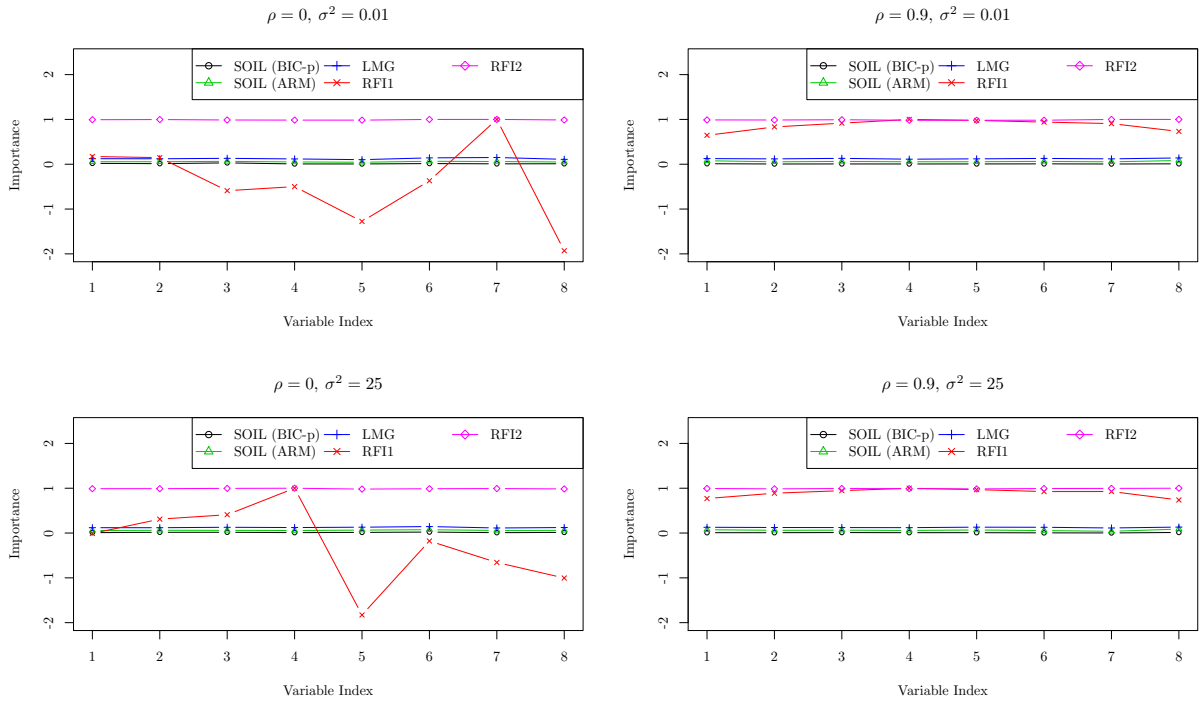 ρ = 0, σ² = 0.01
SOIL (BIC-p) LMG RFI2
SOIL (ARM) RFI1
Importance
2
1
0
-1
-2
1 2 3 4 5 6 7 8
Variable Index
ρ = 0.9, σ² = 0.01
SOIL (BIC-p) LMG RFI2
SOIL (ARM) RFI1
Importance
2
1
0
-1
-2
1 2 3 4 5 6 7 8
Variable Index
ρ = 0, σ² = 25
SOIL (BIC-p) LMG RFI2
SOIL (ARM) RFI1
Importance
2
1
0
-1
-2
1 2 3 4 5 6 7 8
Variable Index
ρ = 0.9, σ² = 25
SOIL (BIC-p) LMG RFI2
SOIL (ARM) RFI1
Importance
2
1
0
-1
-2
1 2 3 4 5 6 7 8
Variable Index